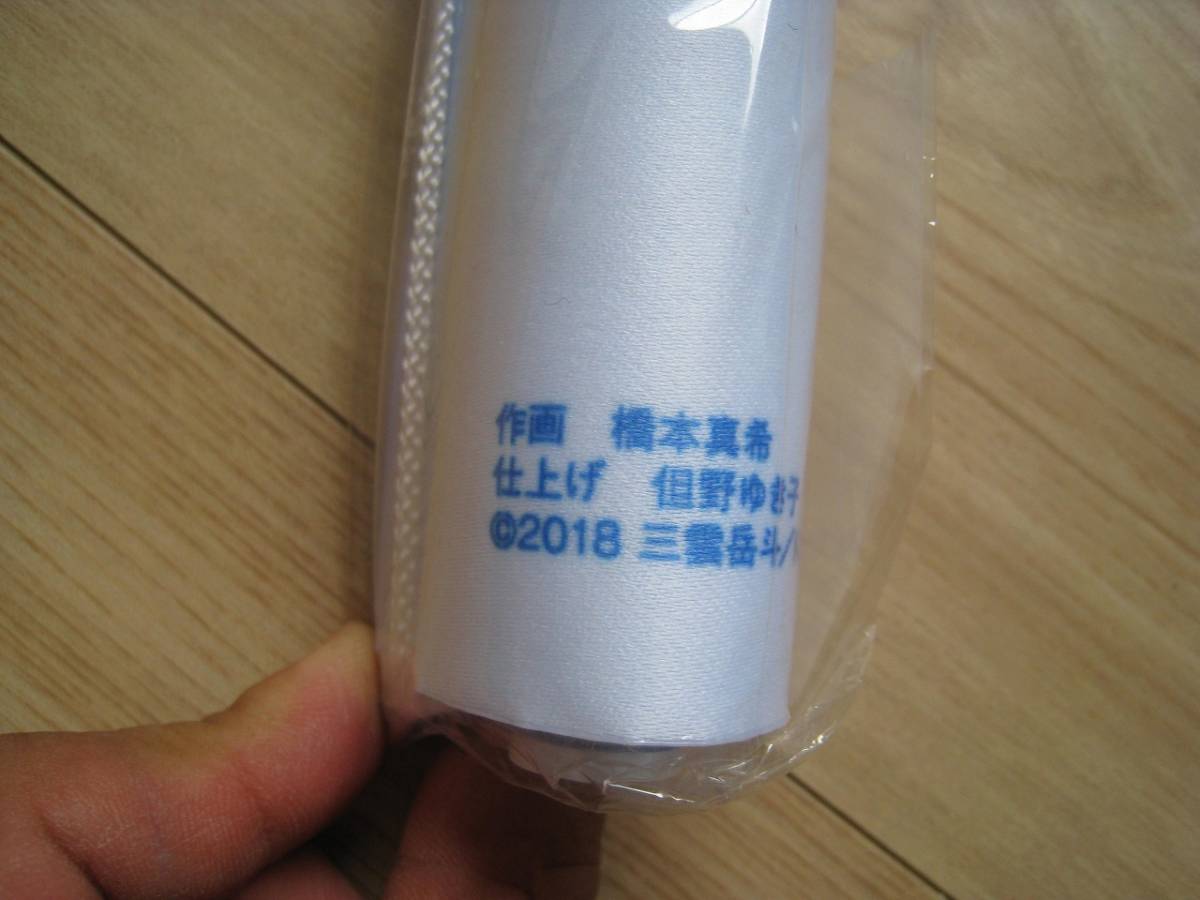 作画　橋本真希
仕上げ　但野ゆき子
©2018 三雲岳斗/